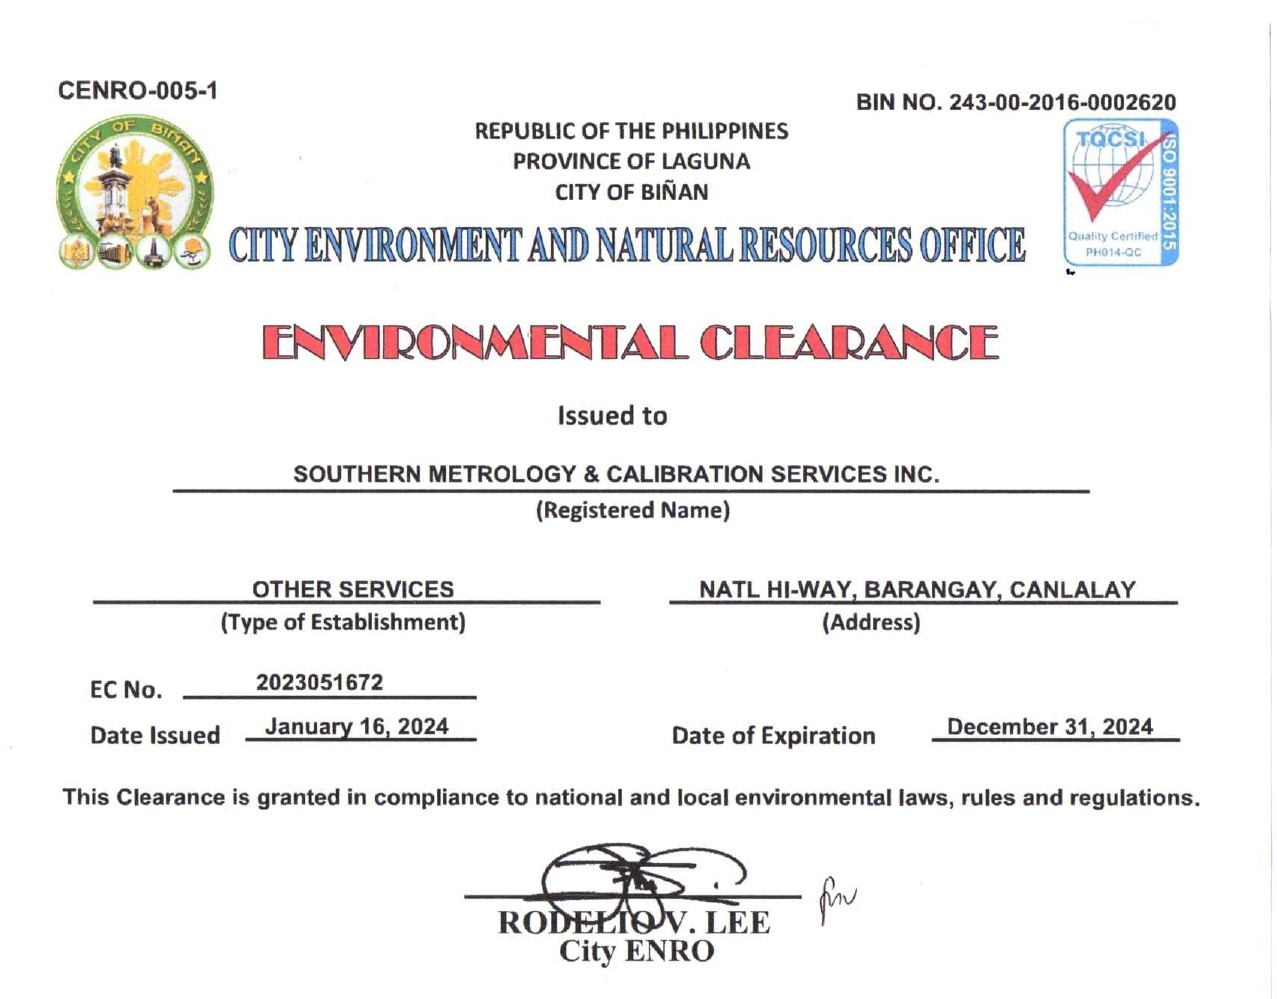 CENRO-005-1
BIN NO. 243-00-2016-0002620
CITY OF BIÑAN
REPUBLIC OF THE PHILIPPINES
PROVINCE OF LAGUNA
CITY OF BIÑAN
CITY ENVIRONMENT AND NATURAL RESOURCES OFFICE
TQCSI
ISO 9001:2015
Quality Certified
PH014-QC
ENVIRONMENTAL CLEARANCE
Issued to
SOUTHERN METROLOGY & CALIBRATION SERVICES INC.
(Registered Name)
OTHER SERVICES
NATL HI-WAY, BARANGAY, CANLALAY
(Type of Establishment)
(Address)
EC No. 2023051672
Date Issued January 16, 2024
Date of Expiration December 31, 2024
This Clearance is granted in compliance to national and local environmental laws, rules and regulations.
RODELIO V. LEE
City ENRO